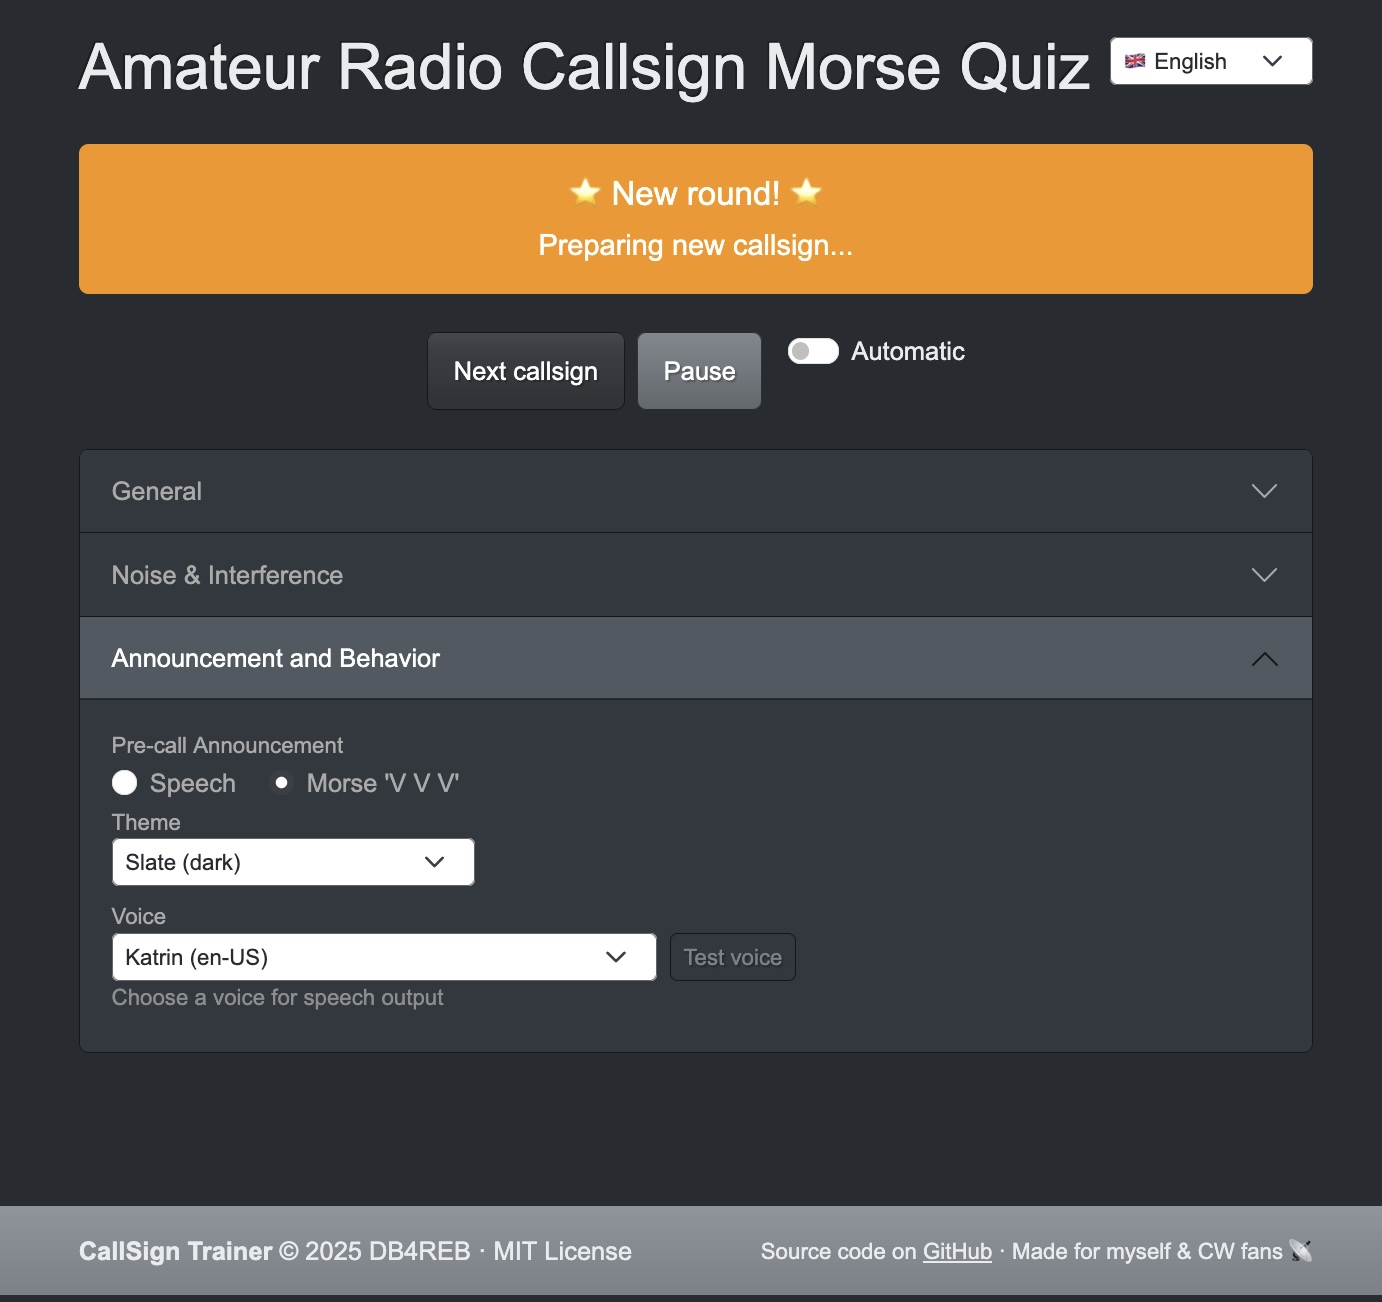 Amateur Radio Callsign Morse Quiz
English
⭐ New round! ⭐
Preparing new callsign...
Next callsign
Pause
Automatic
General
Noise & Interference
Announcement and Behavior
Pre-call Announcement
Speech
Morse 'V V V'
Theme
Slate (dark)
Voice
Katrin (en-US)
Test voice
Choose a voice for speech output
CallSign Trainer © 2025 DB4REB · MIT License
Source code on GitHub · Made for myself & CW fans 📡